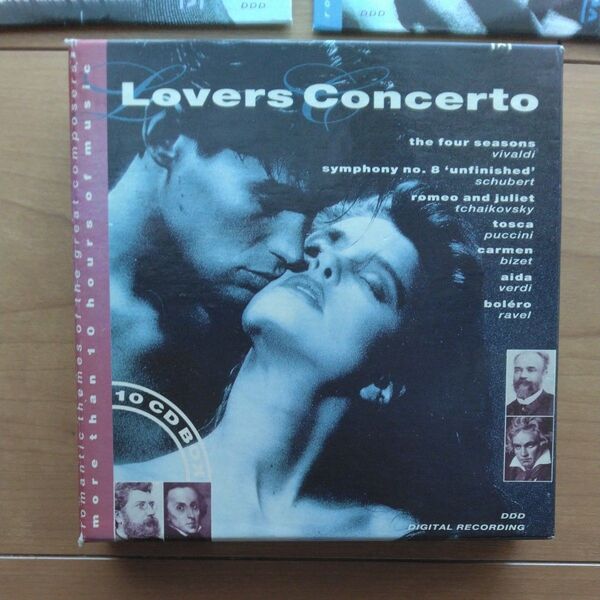 DDD
Lovers Concerto
the four seasons
vivaldi
symphony no. 8 'unfinished'
schubert
romeo and juliet
tchaikovsky
tosca
puccini
carmen
bizet
aida
verdi
boléro
ravel
romantic themes of the great composers
more than 10 hours of music
10 CD BOX
DDD
DIGITAL RECORDING